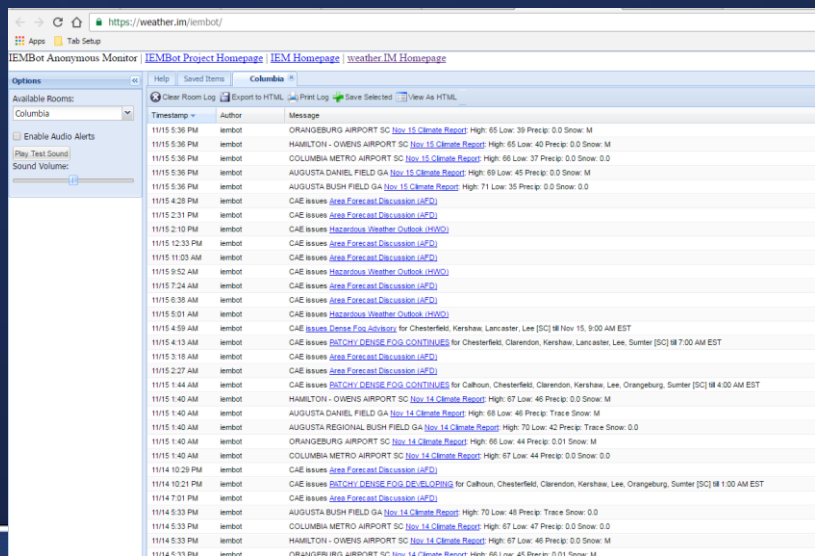 https://weather.im/iembot/
Apps Tab Setup
IEMBot Anonymous Monitor | IEMBot Project Homepage | IEM Homepage | weather.IM Homepage
Options
Available Rooms:
Columbia
Enable Audio Alerts
Play Test Sound
Sound Volume:
Help Saved Items Columbia
Clear Room Log Export to HTML Print Log Save Selected View As HTML
Timestamp Author Message
11/15 5:36 PM iembot ORANGEBURG AIRPORT SC Nov 15 Climate Report: High: 65 Low: 39 Precip: 0.0 Snow: M
11/15 5:36 PM iembot HAMILTON - OWENS AIRPORT SC Nov 15 Climate Report: High: 65 Low: 40 Precip: 0.0 Snow: M
11/15 5:36 PM iembot COLUMBIA METRO AIRPORT SC Nov 15 Climate Report: High: 66 Low: 37 Precip: 0.0 Snow: 0.0
11/15 5:36 PM iembot AUGUSTA DANIEL FIELD GA Nov 15 Climate Report: High: 69 Low: 45 Precip: 0.0 Snow: M
11/15 5:36 PM iembot AUGUSTA BUSH FIELD GA Nov 15 Climate Report: High: 71 Low: 35 Precip: 0.0 Snow: 0.0
11/15 4:28 PM iembot CAE issues Area Forecast Discussion (AFD)
11/15 2:31 PM iembot CAE issues Area Forecast Discussion (AFD)
11/15 2:10 PM iembot CAE issues Hazardous Weather Outlook (HWO)
11/15 12:33 PM iembot CAE issues Area Forecast Discussion (AFD)
11/15 11:03 AM iembot CAE issues Area Forecast Discussion (AFD)
11/15 9:52 AM iembot CAE issues Hazardous Weather Outlook (HWO)
11/15 7:24 AM iembot CAE issues Area Forecast Discussion (AFD)
11/15 6:38 AM iembot CAE issues Area Forecast Discussion (AFD)
11/15 5:01 AM iembot CAE issues Hazardous Weather Outlook (HWO)
11/15 4:59 AM iembot CAE issues Dense Fog Advisory for Chesterfield, Kershaw, Lancaster, Lee [SC] till Nov 15, 9:00 AM EST
11/15 4:13 AM iembot CAE issues PATCHY DENSE FOG CONTINUES for Chesterfield, Clarendon, Kershaw, Lancaster, Lee, Sumter [SC] till 7:00 AM EST
11/15 3:18 AM iembot CAE issues Area Forecast Discussion (AFD)
11/15 2:27 AM iembot CAE issues Area Forecast Discussion (AFD)
11/15 1:44 AM iembot CAE issues PATCHY DENSE FOG CONTINUES for Calhoun, Chesterfield, Clarendon, Kershaw, Lee, Orangeburg, Sumter [SC] till 4:00 AM EST
11/15 1:40 AM iembot HAMILTON - OWENS AIRPORT SC Nov 14 Climate Report: High: 67 Low: 46 Precip: 0.0 Snow: M
11/15 1:40 AM iembot AUGUSTA DANIEL FIELD GA Nov 14 Climate Report: High: 68 Low: 46 Precip: Trace Snow: M
11/15 1:40 AM iembot AUGUSTA REGIONAL BUSH FIELD GA Nov 14 Climate Report: High: 70 Low: 42 Precip: Trace Snow: 0.0
11/15 1:40 AM iembot ORANGEBURG AIRPORT SC Nov 14 Climate Report: High: 66 Low: 44 Precip: 0.01 Snow: M
11/15 1:40 AM iembot COLUMBIA METRO AIRPORT SC Nov 14 Climate Report: High: 67 Low: 44 Precip: 0.0 Snow: 0.0
11/14 10:29 PM iembot CAE issues Area Forecast Discussion (AFD)
11/14 10:21 PM iembot CAE issues PATCHY DENSE FOG DEVELOPING for Calhoun, Chesterfield, Clarendon, Kershaw, Lee, Orangeburg, Sumter [SC] till 1:00 AM EST
11/14 7:01 PM iembot CAE issues Area Forecast Discussion (AFD)
11/14 5:33 PM iembot AUGUSTA BUSH FIELD GA Nov 14 Climate Report: High: 70 Low: 48 Precip: Trace Snow: 0.0
11/14 5:33 PM iembot COLUMBIA METRO AIRPORT SC Nov 14 Climate Report: High: 67 Low: 47 Precip: 0.0 Snow: 0.0
11/14 5:33 PM iembot HAMILTON - OWENS AIRPORT SC Nov 14 Climate Report: High: 67 Low: 46 Precip: 0.0 Snow: M
11/14 5:33 PM iembot ORANGEBURG AIRPORT SC Nov 14 Climate Report: High: 66 Low: 45 Precip: 0.01 Snow: M